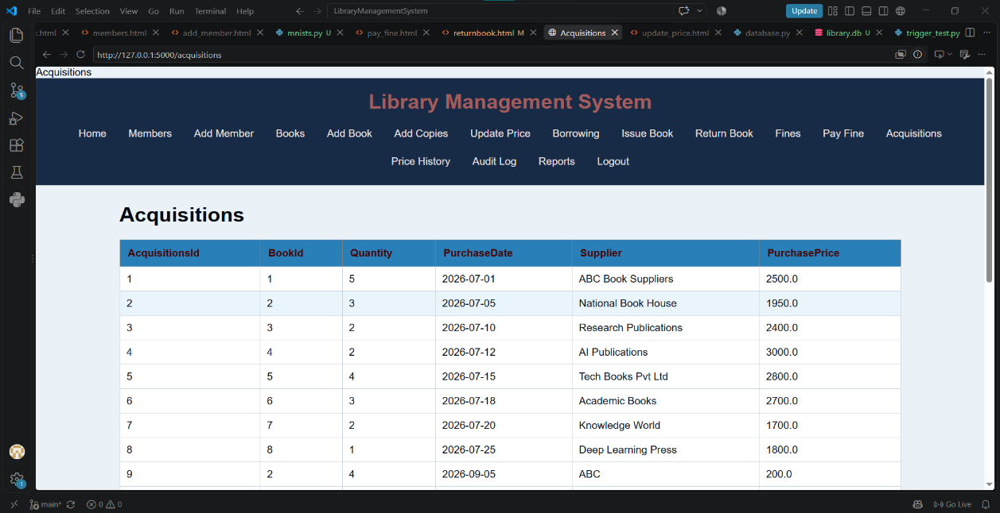 File Edit Selection View Go Run Terminal Help LibraryManagementSystem Update
.html members.html add_member.html mnists.py U pay_fine.html returnbook.html M Acquisitions update_price.html database.py library.db U trigger_test.py
http://127.0.0.1:5000/acquisitions
Acquisitions
Library Management System
Home Members Add Member Books Add Book Add Copies Update Price Borrowing Issue Book Return Book Fines Pay Fine Acquisitions
Price History Audit Log Reports Logout
Acquisitions
AcquisitionsId BookId Quantity PurchaseDate Supplier PurchasePrice
1 1 5 2026-07-01 ABC Book Suppliers 2500.0
2 2 3 2026-07-05 National Book House 1950.0
3 3 2 2026-07-10 Research Publications 2400.0
4 4 2 2026-07-12 AI Publications 3000.0
5 5 4 2026-07-15 Tech Books Pvt Ltd 2800.0
6 6 3 2026-07-18 Academic Books 2700.0
7 7 2 2026-07-20 Knowledge World 1700.0
8 8 1 2026-07-25 Deep Learning Press 1800.0
9 2 4 2026-09-05 ABC 200.0
5
1
main* 0 0 Go Live